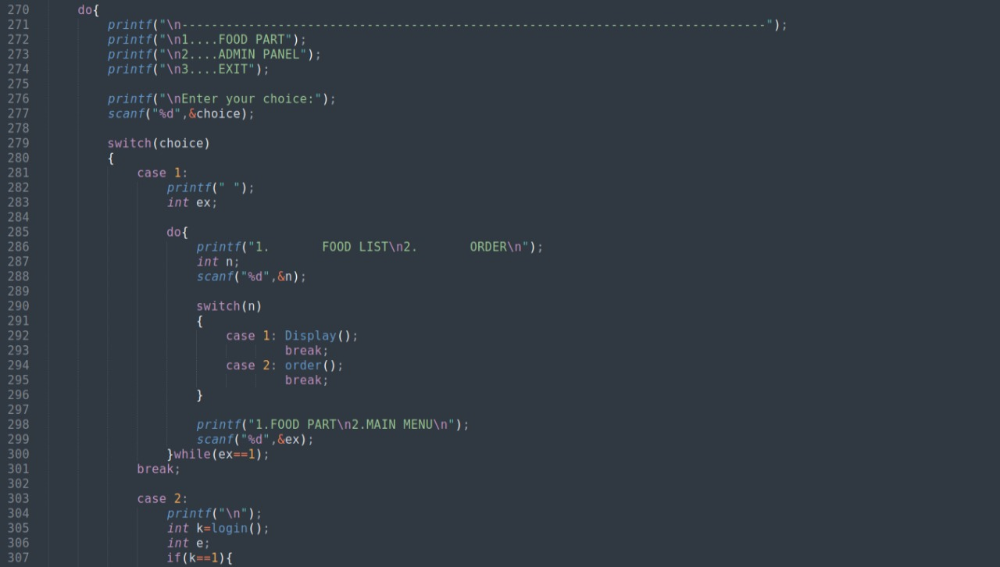 270 do{
271 printf("\n-------------------------------------------------------------------------------");
272 printf("\n1....FOOD PART");
273 printf("\n2....ADMIN PANEL");
274 printf("\n3....EXIT");
275
276 printf("\nEnter your choice:");
277 scanf("%d",&choice);
278
279 switch(choice)
280 {
281 case 1:
282 printf(" ");
283 int ex;
284
285 do{
286 printf("1.       FOOD LIST\n2.       ORDER\n");
287 int n;
288 scanf("%d",&n);
289
290 switch(n)
291 {
292 case 1: Display();
293 break;
294 case 2: order();
295 break;
296 }
297
298 printf("1.FOOD PART\n2.MAIN MENU\n");
299 scanf("%d",&ex);
300 }while(ex==1);
301 break;
302
303 case 2:
304 printf("\n");
305 int k=login();
306 int e;
307 if(k==1){